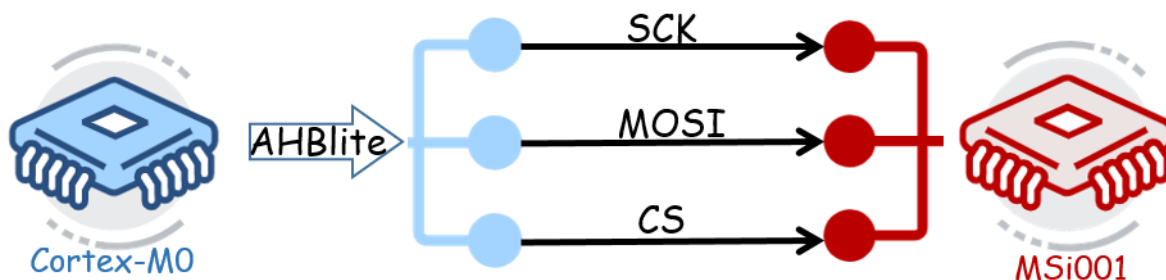 SCK
AHBlite
MOSI
CS
Cortex-M0
MSi001